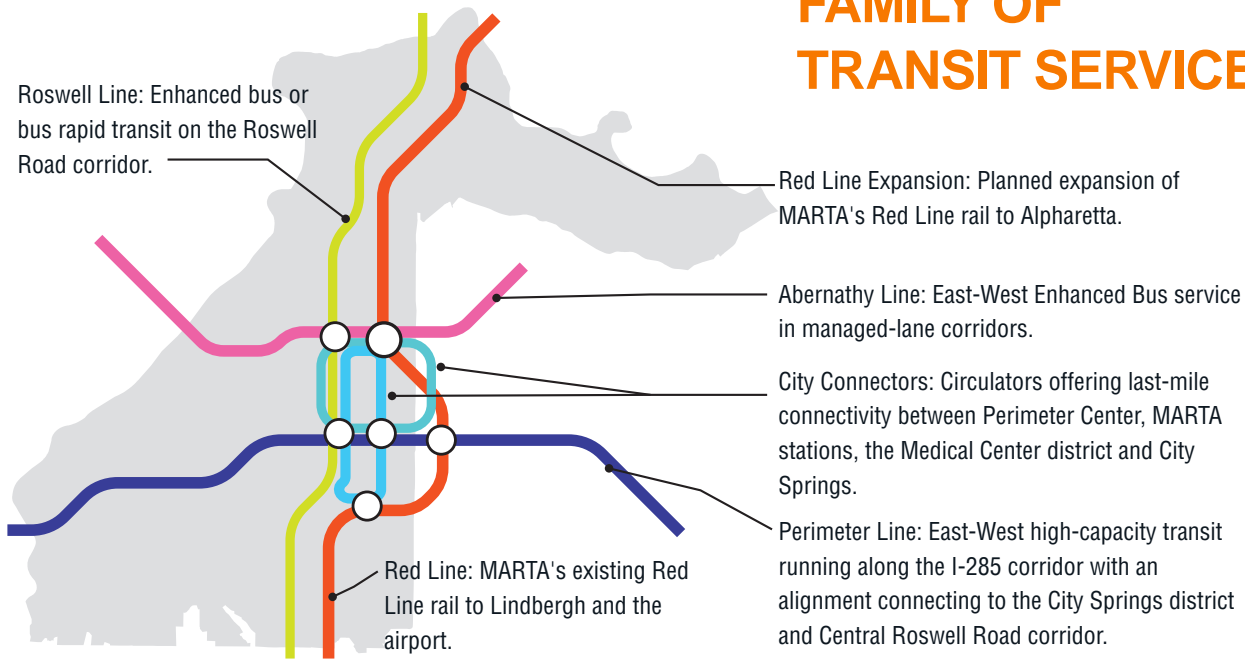 FAMILY OF
TRANSIT SERVICE
Roswell Line: Enhanced bus or
bus rapid transit on the Roswell
Road corridor.
Red Line Expansion: Planned expansion of
MARTA's Red Line rail to Alpharetta.
Abernathy Line: East-West Enhanced Bus service
in managed-lane corridors.
City Connectors: Circulators offering last-mile
connectivity between Perimeter Center, MARTA
stations, the Medical Center district and City
Springs.
Perimeter Line: East-West high-capacity transit
running along the I-285 corridor with an
alignment connecting to the City Springs district
and Central Roswell Road corridor.
Red Line: MARTA's existing Red
Line rail to Lindbergh and the
airport.